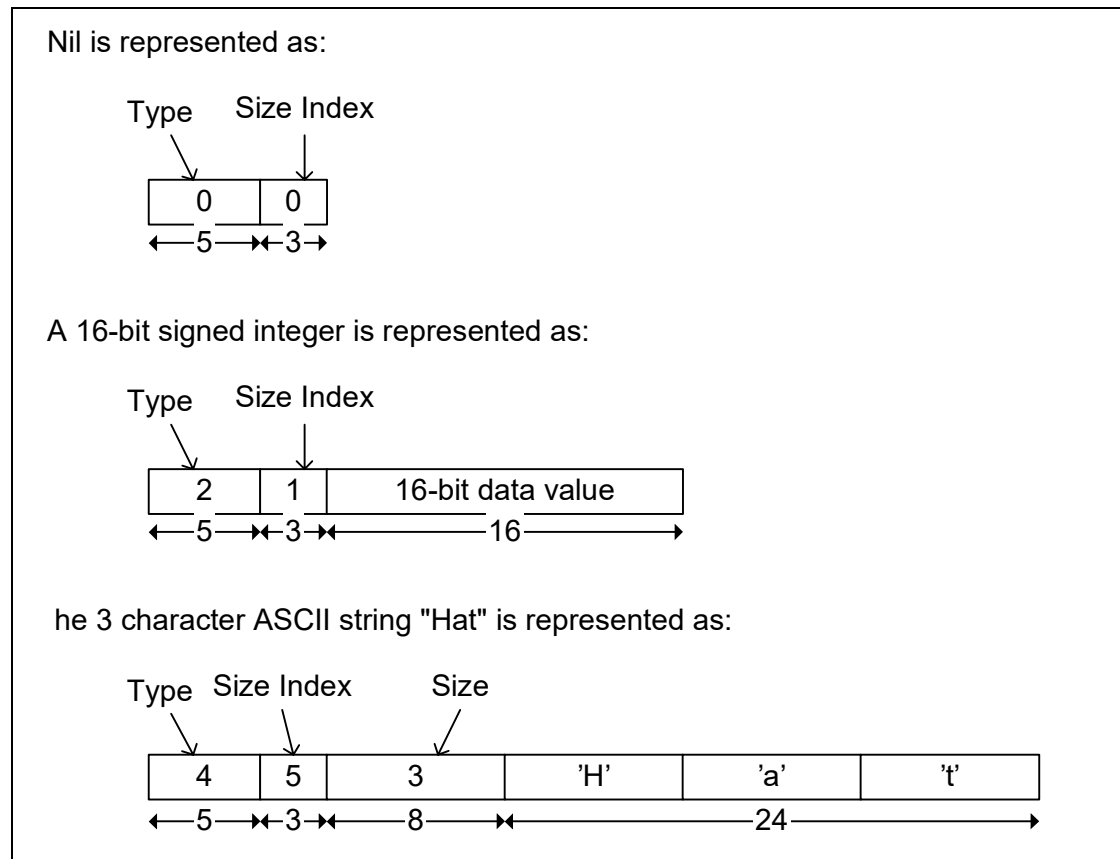 Nil is represented as:
Type Size Index
0 0
5 3
A 16-bit signed integer is represented as:
Type Size Index
2 1 16-bit data value
5 3 16
he 3 character ASCII string "Hat" is represented as:
Type Size Index Size
4 5 3 ’H’ ’a’ ’t’
5 3 8 24